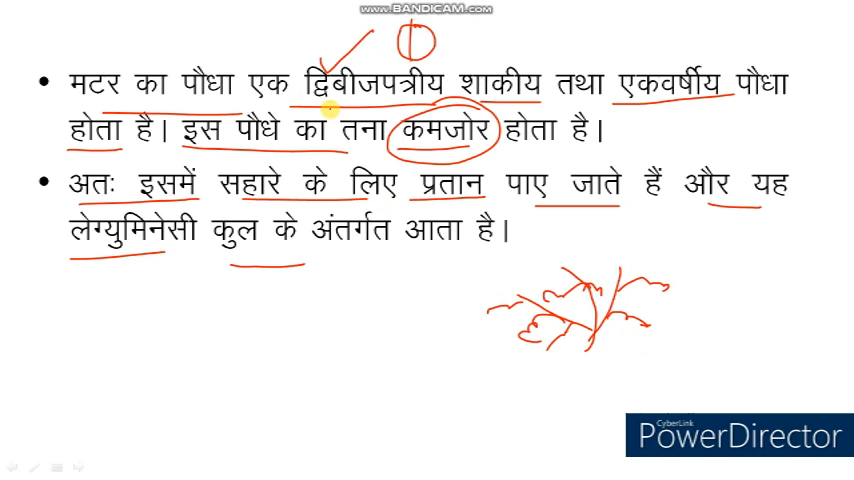 www.BANDICAM.com
• मटर का पौधा एक द्विबीजपत्रीय शाकीय तथा एकवर्षीय पौधा
होता है। इस पौधे का तना कमजोर होता है।
• अतः इसमें सहारे के लिए प्रतान पाए जाते हैं और यह
लेग्युमिनेसी कुल के अंतर्गत आता है।
CyberLink
PowerDirector